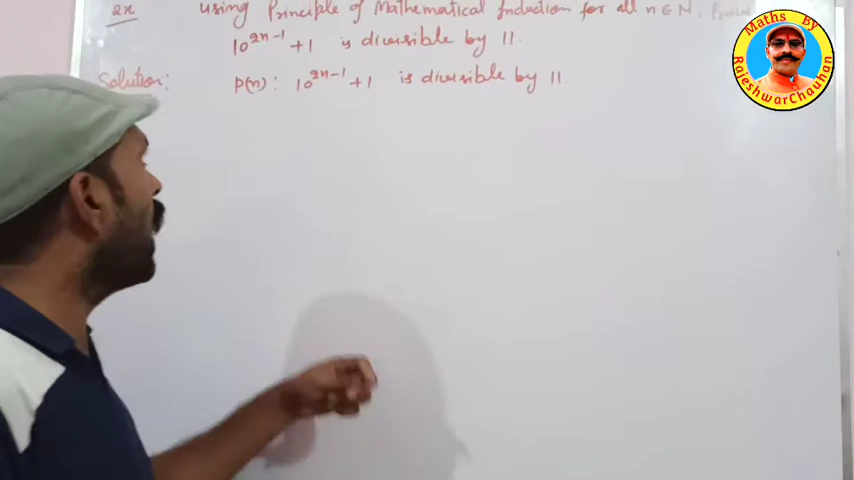 Ex Using Principle of Mathematical Induction for all n ∈ N.
10^{2n-1} + 1 is divisible by 11.
Solution: P(n) : 10^{2n-1} + 1 is divisible by 11.
Maths By
RajeshwarChauhan